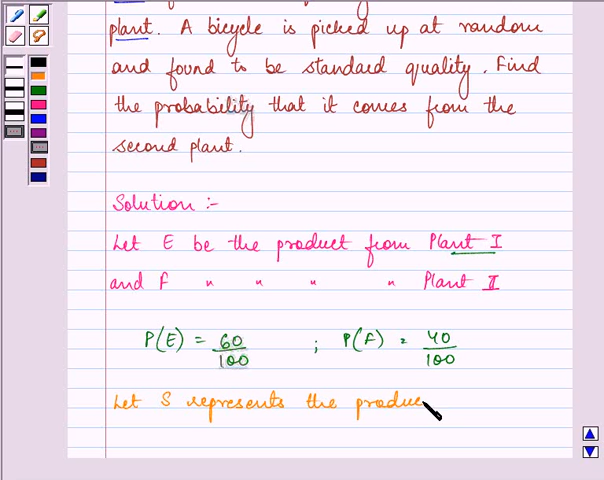 plant. A bicycle is picked up at random
and found to be standard quality. Find
the probability that it comes from the
second plant.
Solution :-
Let E be the product from Plant I
and F " " " " Plant II
P(E) = 60/100 ; P(F) = 40/100
Let S represents the produc